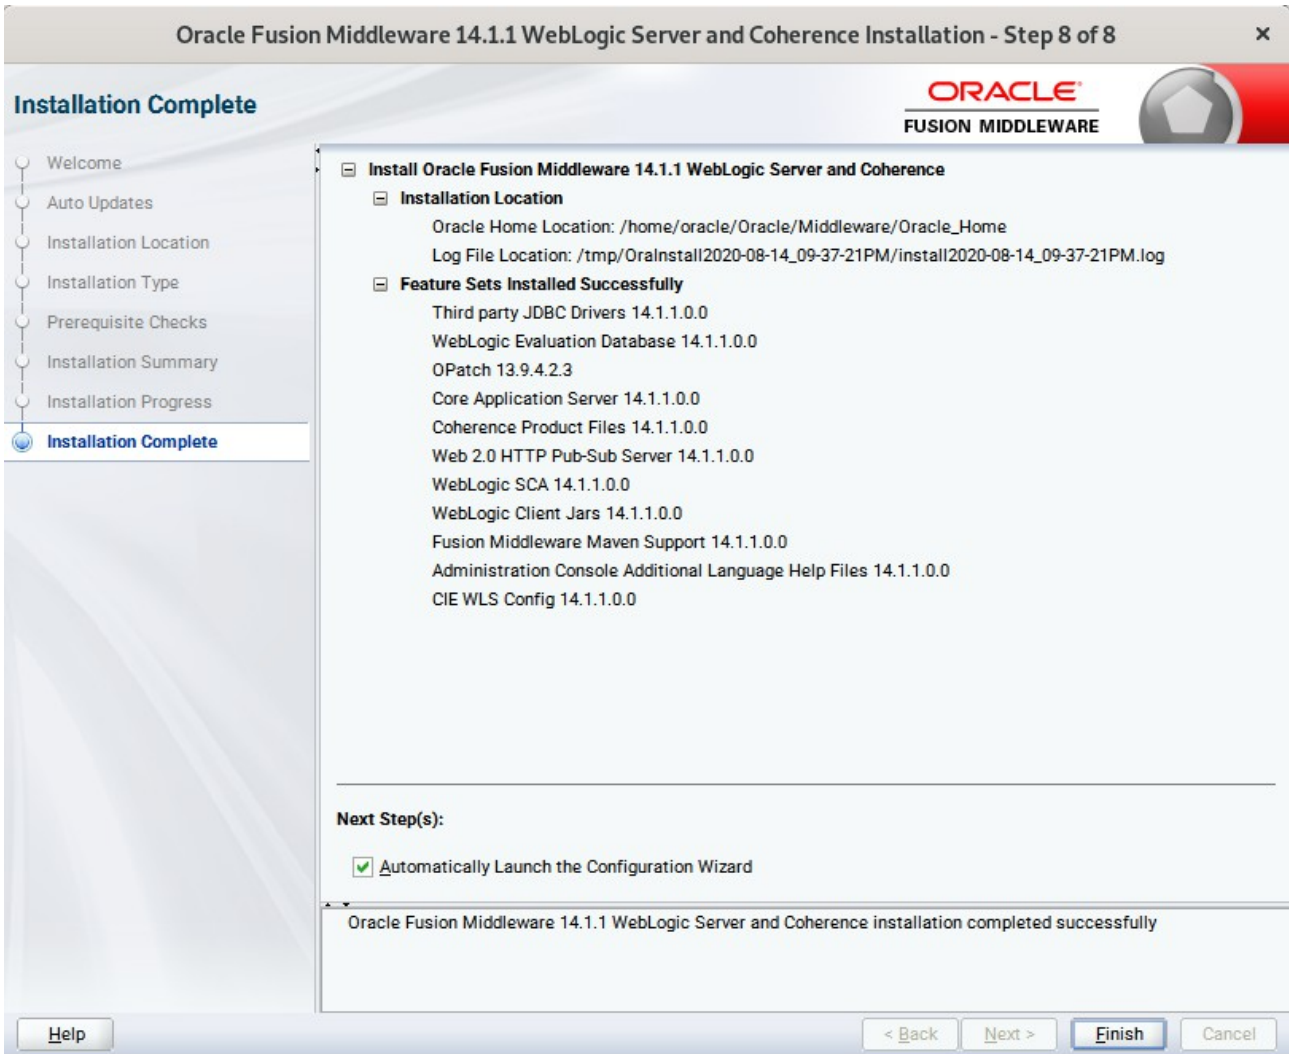 Oracle Fusion Middleware 14.1.1 WebLogic Server and Coherence Installation - Step 8 of 8
Installation Complete
ORACLE
FUSION MIDDLEWARE
Welcome
Auto Updates
Installation Location
Installation Type
Prerequisite Checks
Installation Summary
Installation Progress
Installation Complete
Install Oracle Fusion Middleware 14.1.1 WebLogic Server and Coherence
Installation Location
Oracle Home Location: /home/oracle/Oracle/Middleware/Oracle_Home
Log File Location: /tmp/OraInstall2020-08-14_09-37-21PM/install2020-08-14_09-37-21PM.log
Feature Sets Installed Successfully
Third party JDBC Drivers 14.1.1.0.0
WebLogic Evaluation Database 14.1.1.0.0
OPatch 13.9.4.2.3
Core Application Server 14.1.1.0.0
Coherence Product Files 14.1.1.0.0
Web 2.0 HTTP Pub-Sub Server 14.1.1.0.0
WebLogic SCA 14.1.1.0.0
WebLogic Client Jars 14.1.1.0.0
Fusion Middleware Maven Support 14.1.1.0.0
Administration Console Additional Language Help Files 14.1.1.0.0
CIE WLS Config 14.1.1.0.0
Next Step(s):
Automatically Launch the Configuration Wizard
Oracle Fusion Middleware 14.1.1 WebLogic Server and Coherence installation completed successfully
Help
< Back
Next >
Finish
Cancel